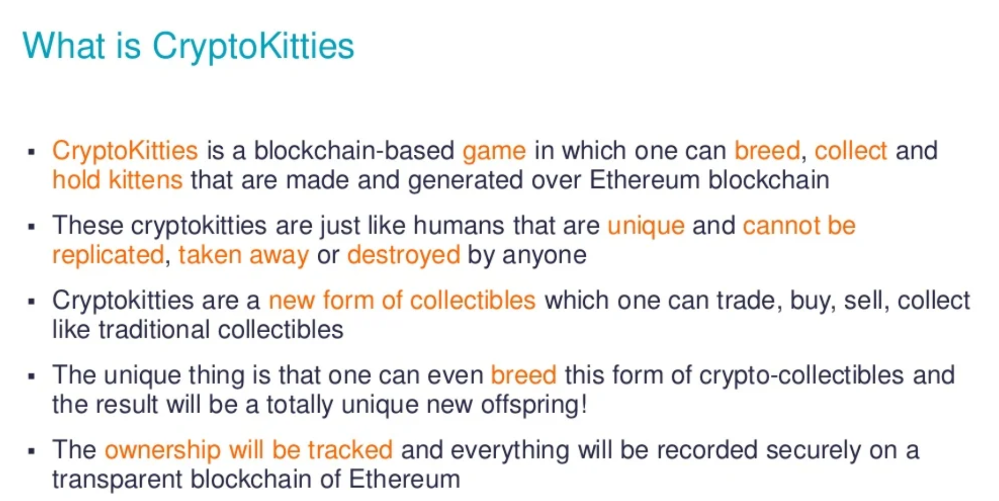 What is CryptoKitties
▪ CryptoKitties is a blockchain-based game in which one can breed, collect and
hold kittens that are made and generated over Ethereum blockchain
▪ These cryptokitties are just like humans that are unique and cannot be
replicated, taken away or destroyed by anyone
▪ Cryptokitties are a new form of collectibles which one can trade, buy, sell, collect
like traditional collectibles
▪ The unique thing is that one can even breed this form of crypto-collectibles and
the result will be a totally unique new offspring!
▪ The ownership will be tracked and everything will be recorded securely on a
transparent blockchain of Ethereum